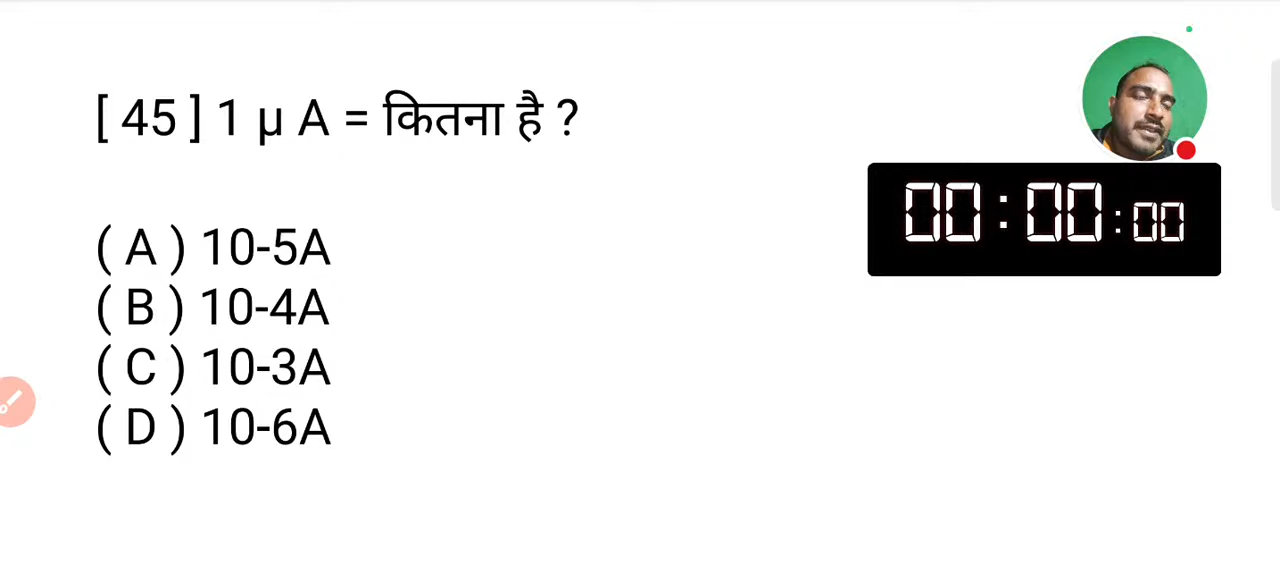 [ 45 ] 1 µ A = कितना है ?
00:00:00
( A ) 10-5A
( B ) 10-4A
( C ) 10-3A
( D ) 10-6A